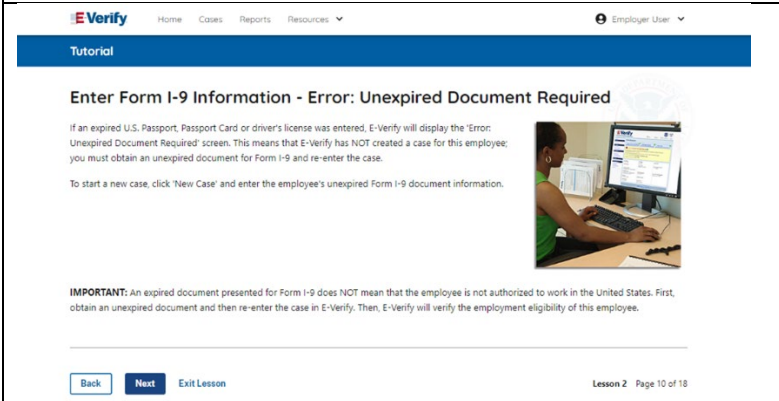 E-Verify Home Cases Reports Resources Employer User
Tutorial
Enter Form I-9 Information - Error: Unexpired Document Required
If an expired U.S. Passport, Passport Card or driver's license was entered, E-Verify will display the 'Error:
Unexpired Document Required' screen. This means that E-Verify has NOT created a case for this employee;
you must obtain an unexpired document for Form I-9 and re-enter the case.
To start a new case, click 'New Case' and enter the employee's unexpired Form I-9 document information.
IMPORTANT: An expired document presented for Form I-9 does NOT mean that the employee is not authorized to work in the United States. First,
obtain an unexpired document and then re-enter the case in E-Verify. Then, E-Verify will verify the employment eligibility of this employee.
Back Next Exit Lesson Lesson 2 Page 10 of 18